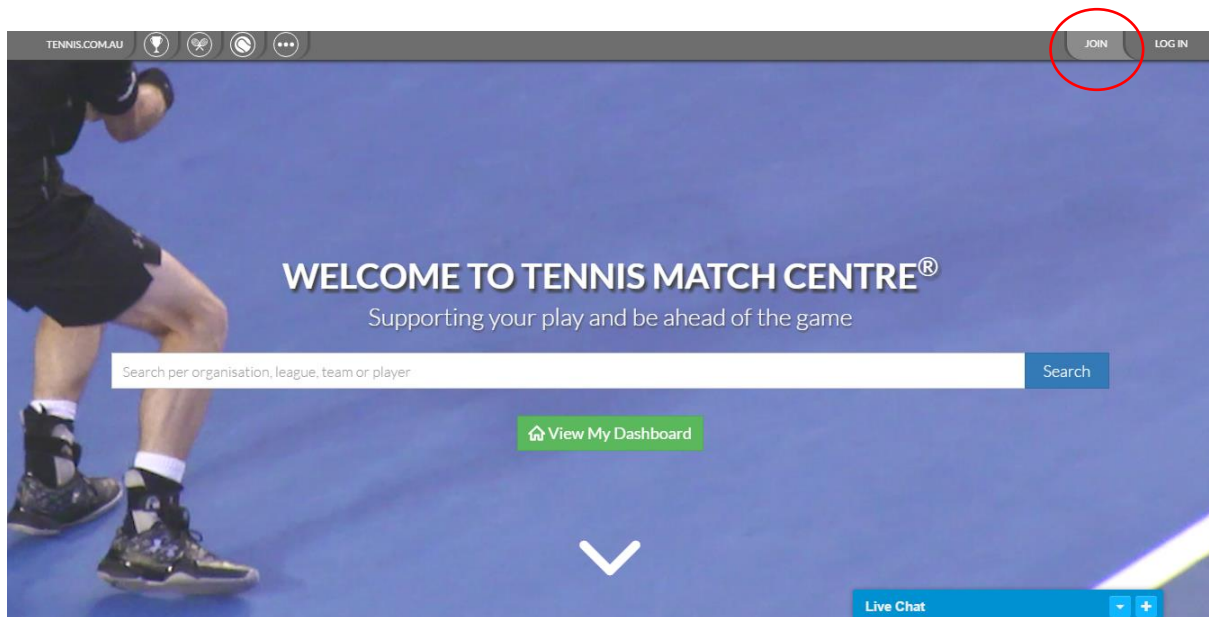 TENNIS.COM.AU JOIN LOG IN
WELCOME TO TENNIS MATCH CENTRE®
Supporting your play and be ahead of the game
Search per organisation, league, team or player Search
View My Dashboard
Live Chat